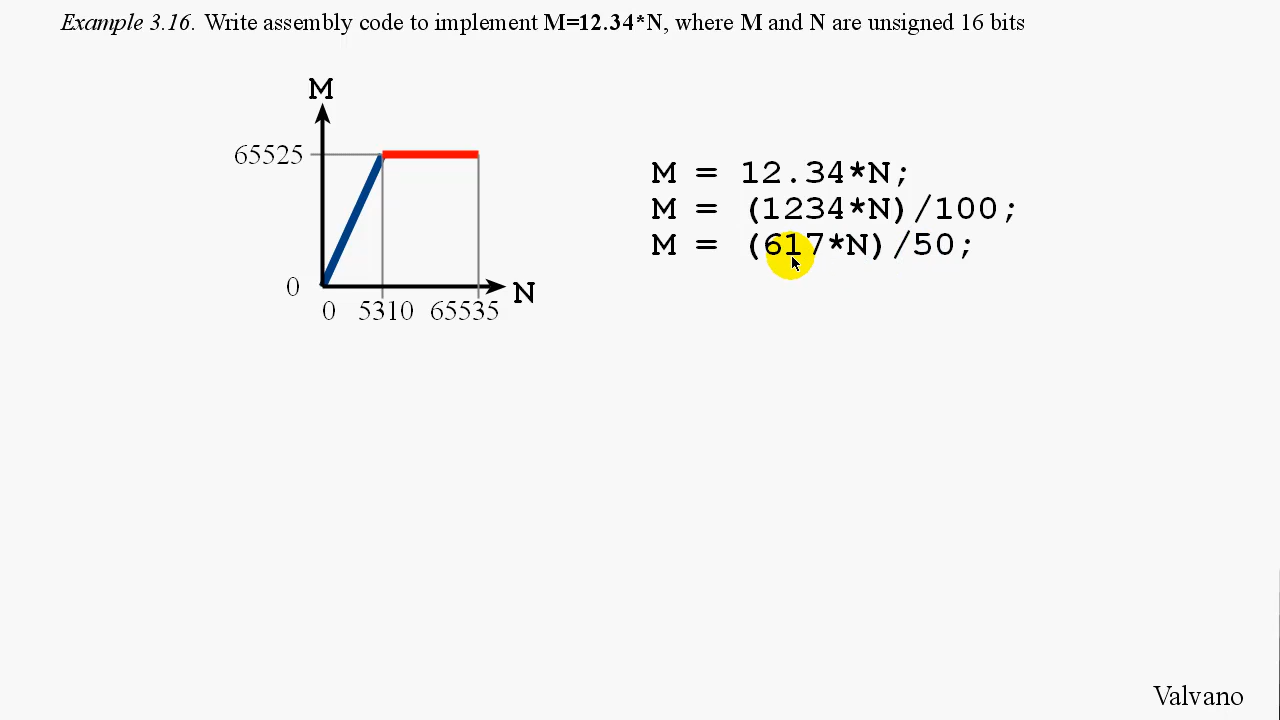 Example 3.16. Write assembly code to implement M=12.34*N, where M and N are unsigned 16 bits
M
65525
0
0 5310 65535
N
M = 12.34*N;
M = (1234*N)/100;
M = (617*N)/50;
Valvano